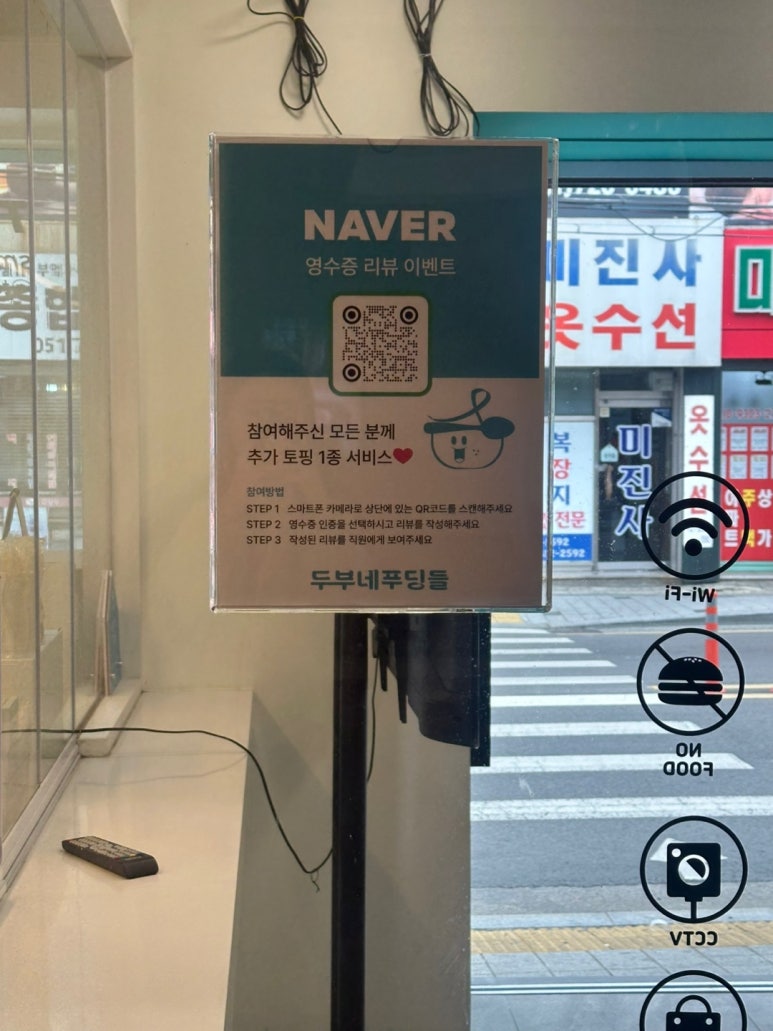 NAVER
영수증 리뷰 이벤트
참여해주신 모든 분께
추가 토핑 1종 서비스❤
참여방법
STEP 1 스마트폰 카메라로 상단에 있는 QR코드를 스캔해주세요
STEP 2 영수증 인증을 선택하시고 리뷰를 작성해주세요
STEP 3 작성된 리뷰를 직원에게 보여주세요
두부네푸딩들
미진사
옷수선
미진사
옷수선
전문
Wi-Fi
NO
FOOD
CCTV